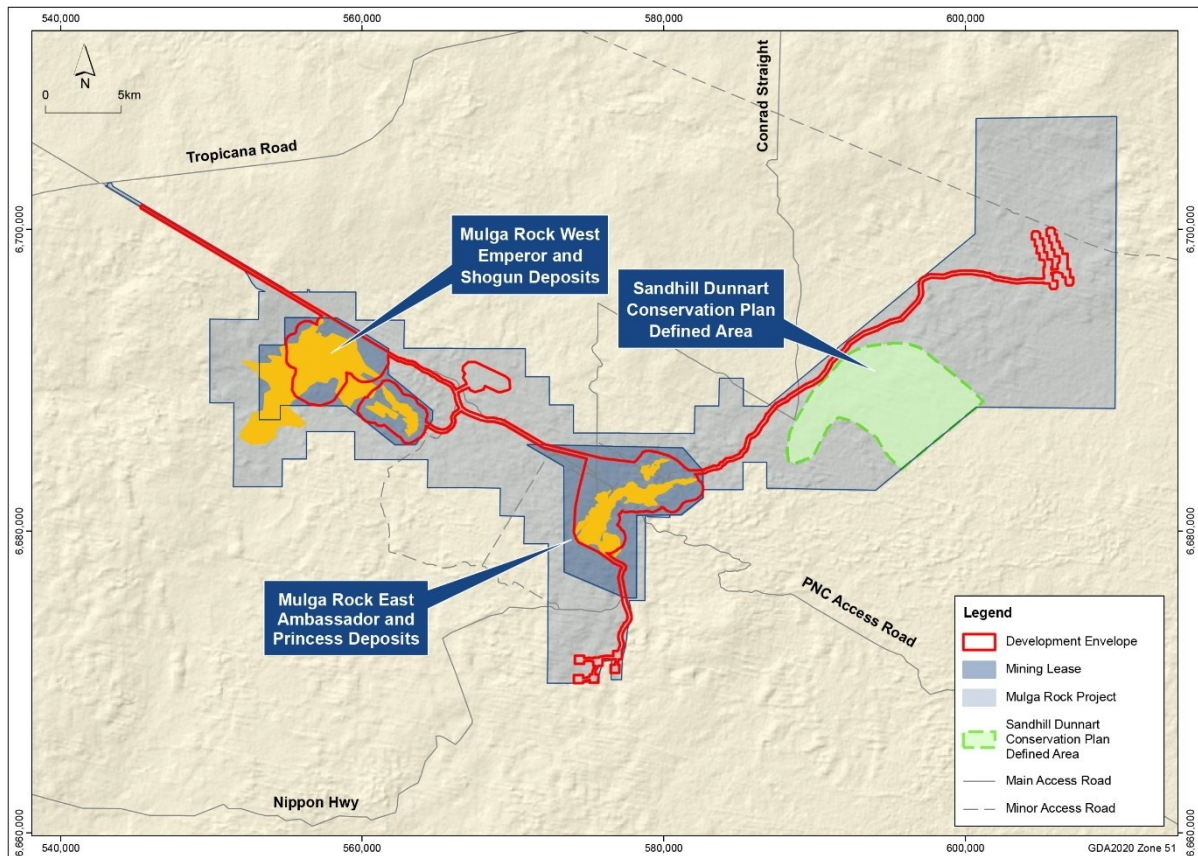 540,000
560,000
580,000
600,000
N
0
5km
Tropicana Road
Conrad Straight
6,700,000
6,700,000
Mulga Rock West
Emperor and
Shogun Deposits
Sandhill Dunnart
Conservation Plan
Defined Area
6,680,000
6,680,000
Mulga Rock East
Ambassador and
Princess Deposits
PNC Access Road
Legend
Development Envelope
Mining Lease
Mulga Rock Project
Sandhill Dunnart
Conservation Plan
Defined Area
Main Access Road
Minor Access Road
Nippon Hwy
6,660,000
6,660,000
540,000
560,000
580,000
600,000
GDA2020 Zone 51